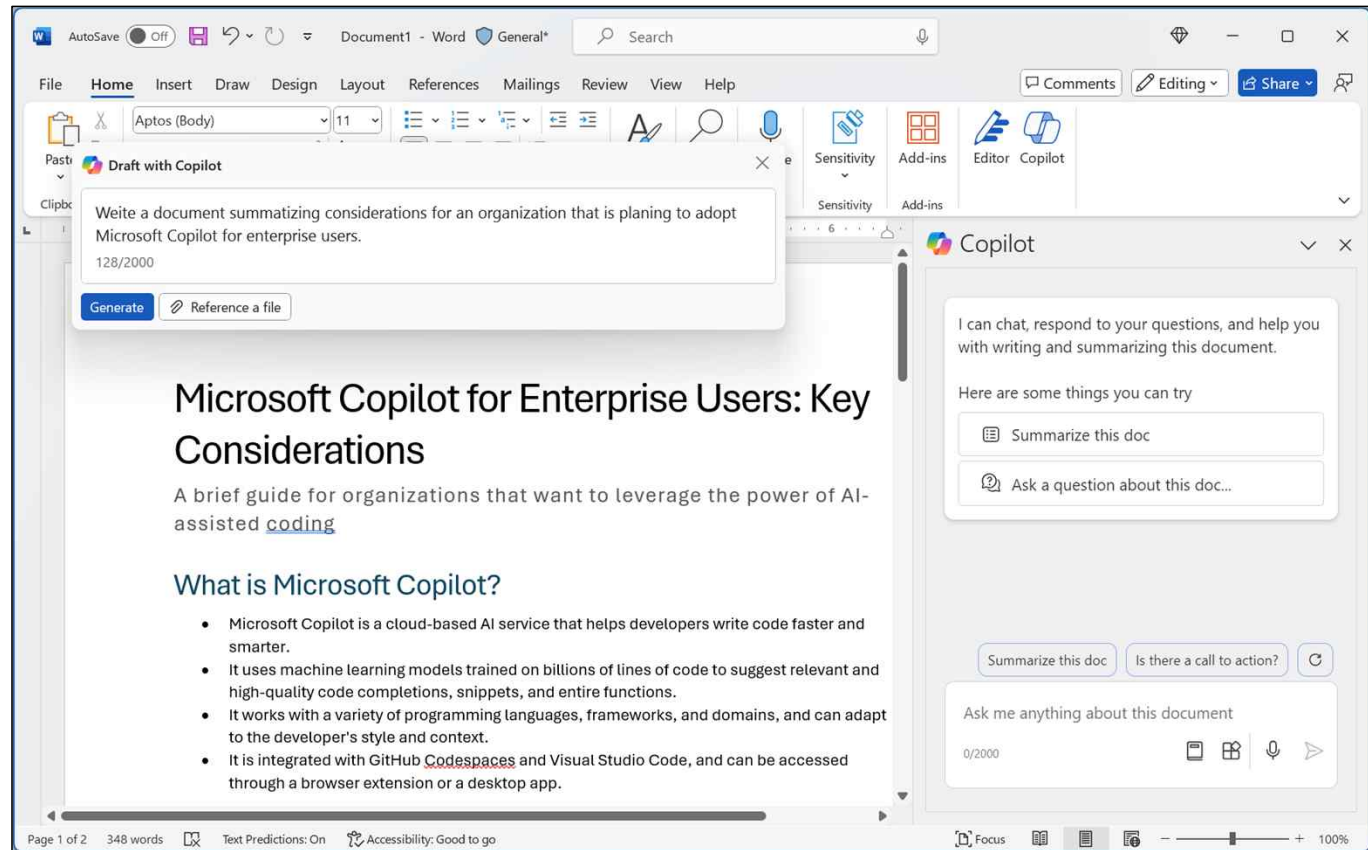 AutoSave Off Document1 - Word General* Search
File Home Insert Draw Design Layout References Mailings Review View Help Comments Editing Share
Aptos (Body) 11
Paste Sensitivity Add-ins Editor Copilot
Sensitivity Add-ins
Draft with Copilot
Weite a document summatizing considerations for an organization that is planing to adopt
Microsoft Copilot for enterprise users.
128/2000
Generate Reference a file
6
Microsoft Copilot for Enterprise Users: Key
Considerations
A brief guide for organizations that want to leverage the power of AI-
assisted coding
What is Microsoft Copilot?
• Microsoft Copilot is a cloud-based AI service that helps developers write code faster and
smarter.
• It uses machine learning models trained on billions of lines of code to suggest relevant and
high-quality code completions, snippets, and entire functions.
• It works with a variety of programming languages, frameworks, and domains, and can adapt
to the developer's style and context.
• It is integrated with GitHub Codespaces and Visual Studio Code, and can be accessed
through a browser extension or a desktop app.
Copilot
I can chat, respond to your questions, and help you
with writing and summarizing this document.
Here are some things you can try
Summarize this doc
Ask a question about this doc...
Summarize this doc Is there a call to action?
Ask me anything about this document
0/2000
Page 1 of 2 348 words Text Predictions: On Accessibility: Good to go Focus 100%